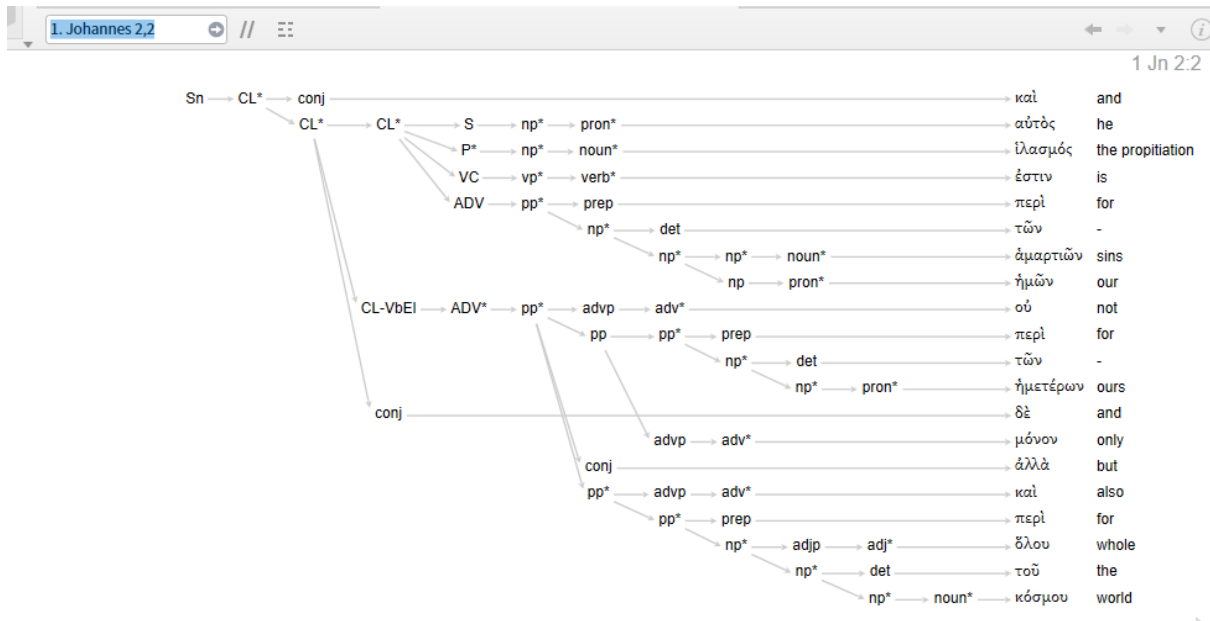 1. Johannes 2,2 //
1 Jn 2:2
Sn CL* conj καὶ and
CL* CL* S np* pron* αὐτὸς he
P* np* noun* ἱλασμός the propitiation
VC vp* verb* ἐστιν is
ADV pp* prep περὶ for
np* det τῶν -
np* np* noun* ἁμαρτιῶν sins
np pron* ἡμῶν our
CL-VbEl ADV* pp* advp adv* οὐ not
pp pp* prep περὶ for
np* det τῶν -
np* pron* ἡμετέρων ours
conj δὲ and
advp adv* μόνον only
conj ἀλλὰ but
pp* advp adv* καὶ also
pp* prep περὶ for
np* adjp adj* ὅλου whole
np* det τοῦ the
np* noun* κόσμου world